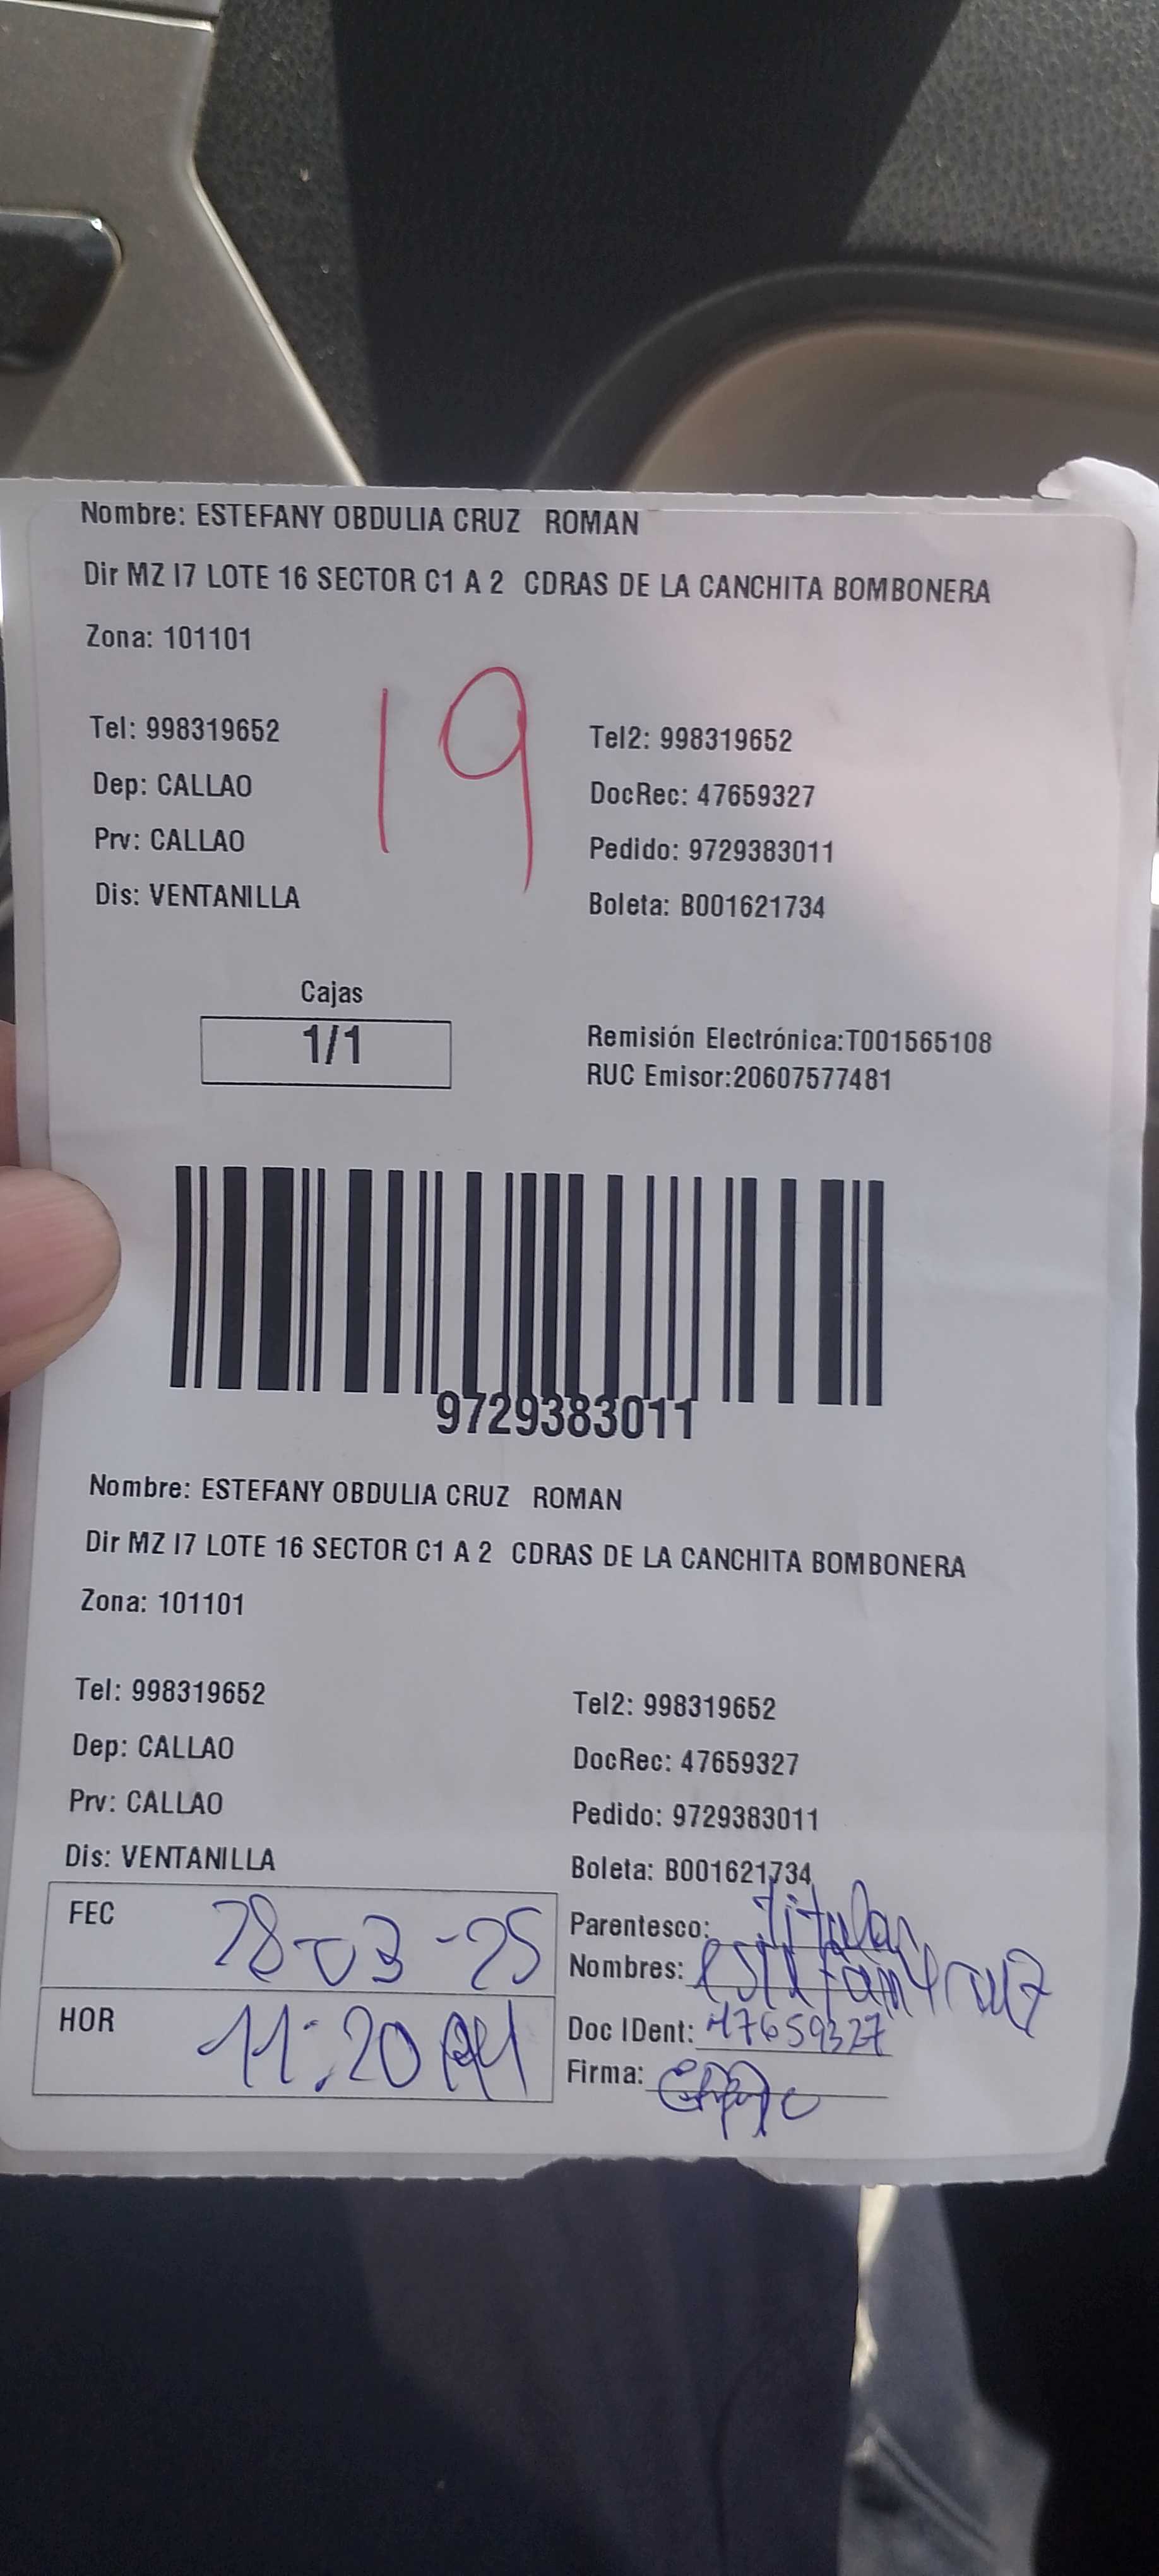 Nombre: ESTEFANY OBDULIA CRUZ ROMAN
Dir MZ I7 LOTE 16 SECTOR C1 A 2 CDRAS DE LA CANCHITA BOMBONERA
Zona: 101101
19
Tel: 998319652 Tel2: 998319652
Dep: CALLAO DocRec: 47659327
Prv: CALLAO Pedido: 9729383011
Dis: VENTANILLA Boleta: B001621734
Cajas
1/1
Remisión Electrónica:T001565108
RUC Emisor:20607577481
9729383011
Nombre: ESTEFANY OBDULIA CRUZ ROMAN
Dir MZ I7 LOTE 16 SECTOR C1 A 2 CDRAS DE LA CANCHITA BOMBONERA
Zona: 101101
Tel: 998319652 Tel2: 998319652
Dep: CALLAO DocRec: 47659327
Prv: CALLAO Pedido: 9729383011
Dis: VENTANILLA Boleta: B001621734
FEC 28-03-25
HOR 11:20 AM
Parentesco: titular
Nombres: estefany cruz
Doc IDent: 47659327
Firma: